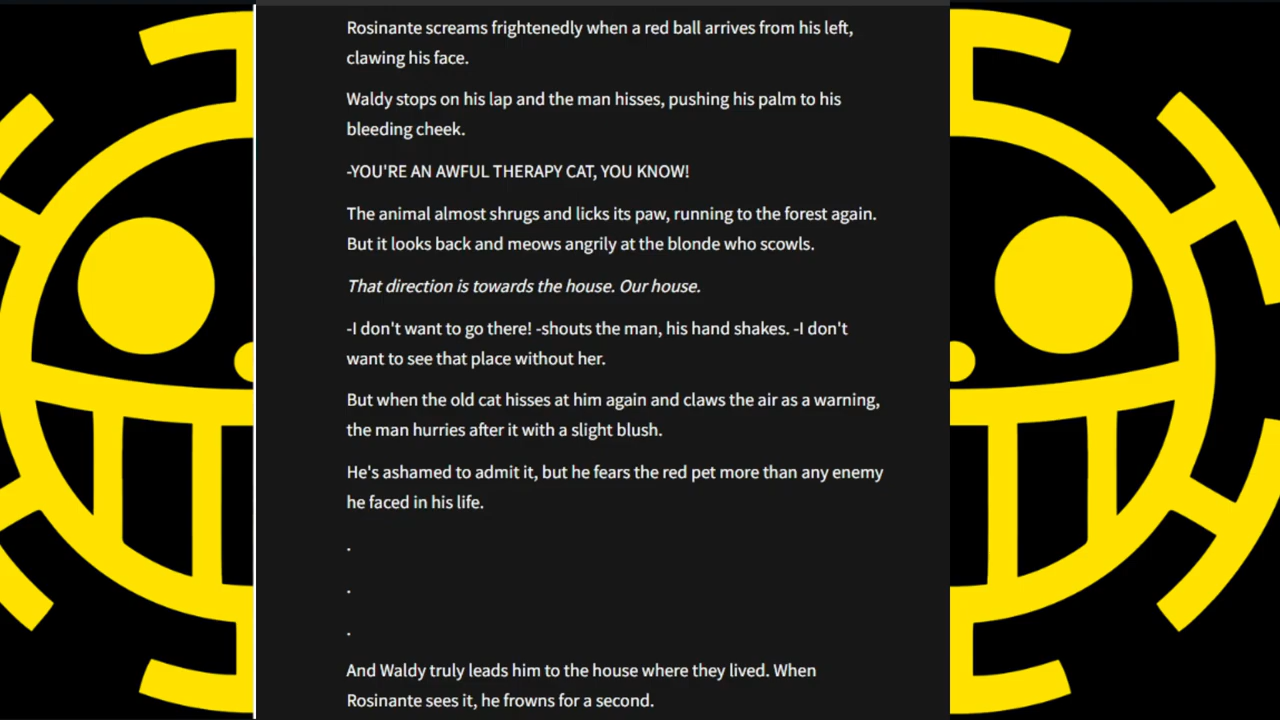 Rosinante screams frightenedly when a red ball arrives from his left,
clawing his face.
Waldy stops on his lap and the man hisses, pushing his palm to his
bleeding cheek.
-YOU'RE AN AWFUL THERAPY CAT, YOU KNOW!
The animal almost shrugs and licks its paw, running to the forest again.
But it looks back and meows angrily at the blonde who scowls.
That direction is towards the house. Our house.
-I don't want to go there! -shouts the man, his hand shakes. -I don't
want to see that place without her.
But when the old cat hisses at him again and claws the air as a warning,
the man hurries after it with a slight blush.
He's ashamed to admit it, but he fears the red pet more than any enemy
he faced in his life.
.
.
.
And Waldy truly leads him to the house where they lived. When
Rosinante sees it, he frowns for a second.